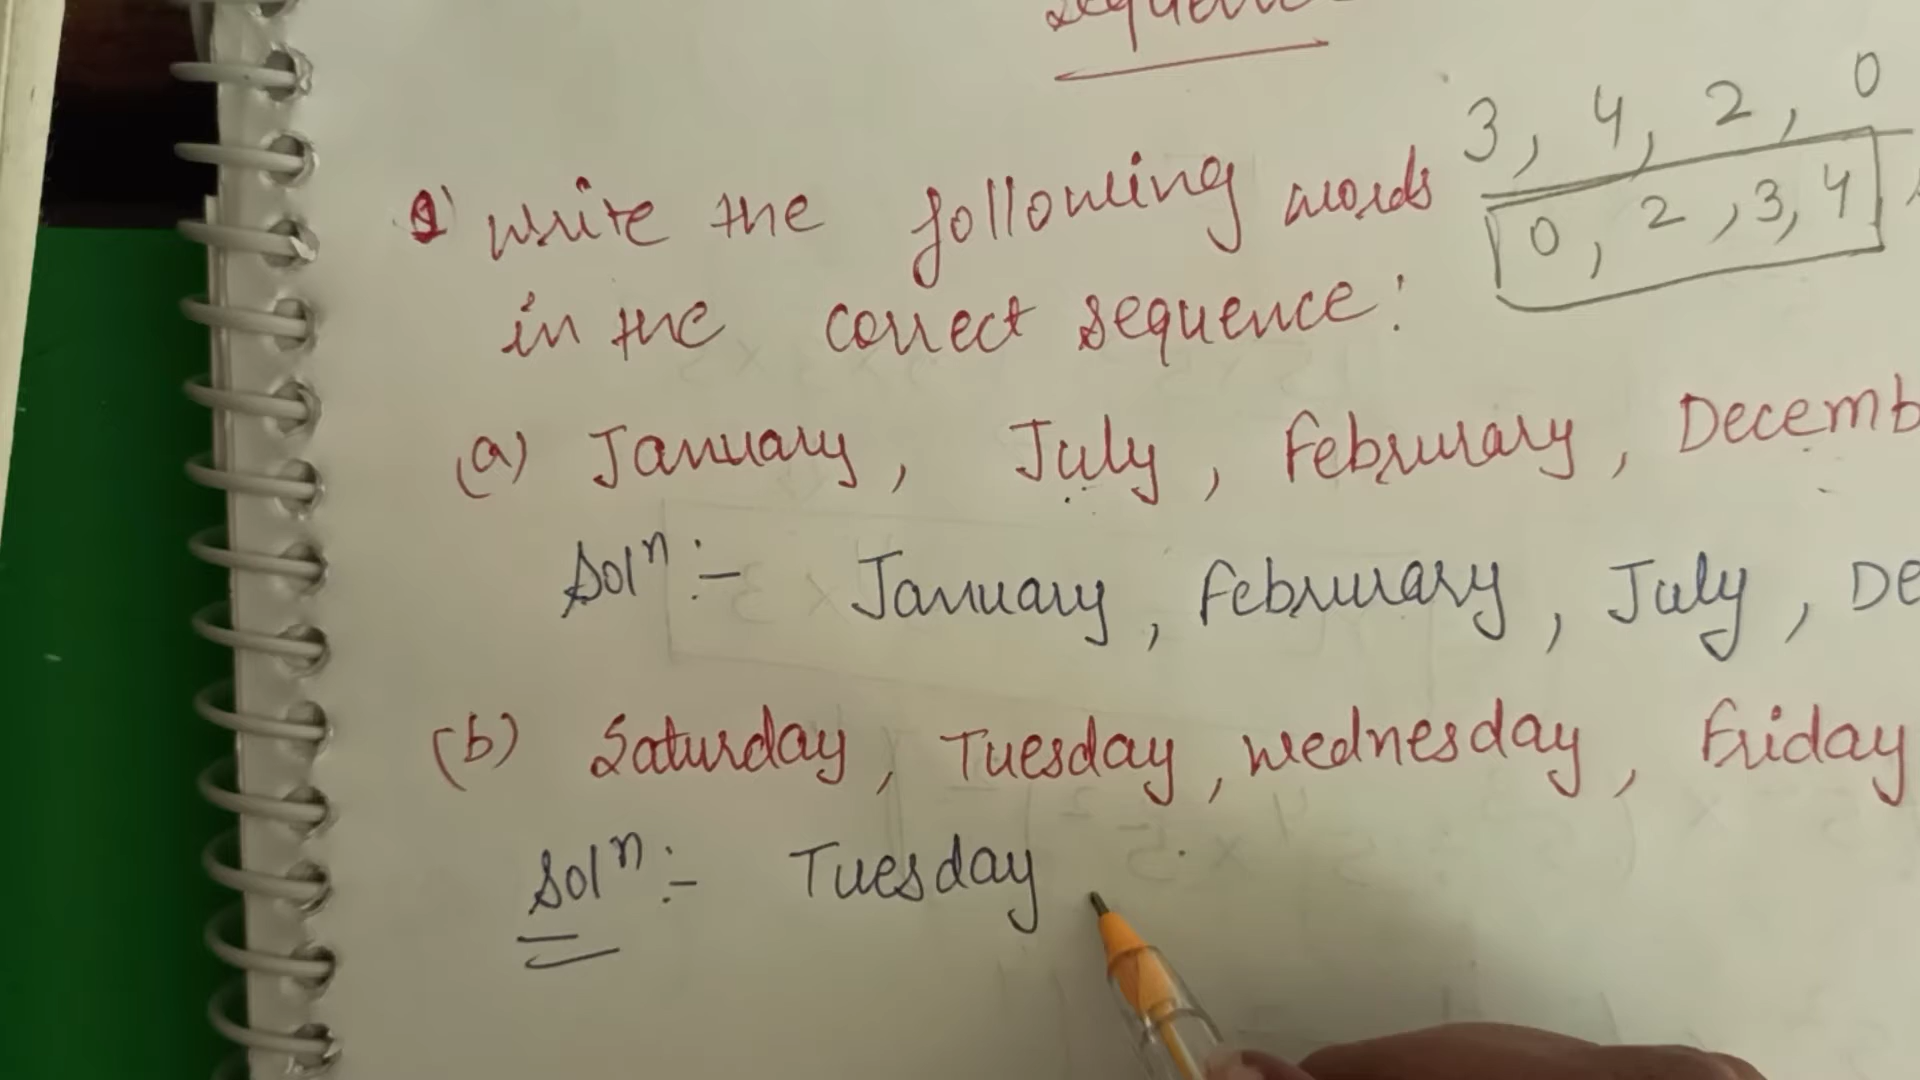 3, 4, 2, 0
Q write the following words
0, 2, 3, 4
in the correct sequence:
(a) January, July, February, Decemb
Solⁿ:- January, February, July, De
(b) Saturday, Tuesday, wednesday, Friday
Solⁿ:- Tuesday